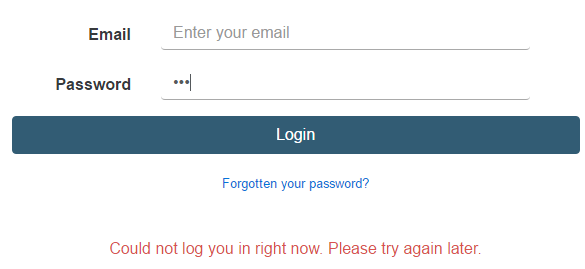 Email Enter your email
Password •••
Login
Forgotten your password?
Could not log you in right now. Please try again later.